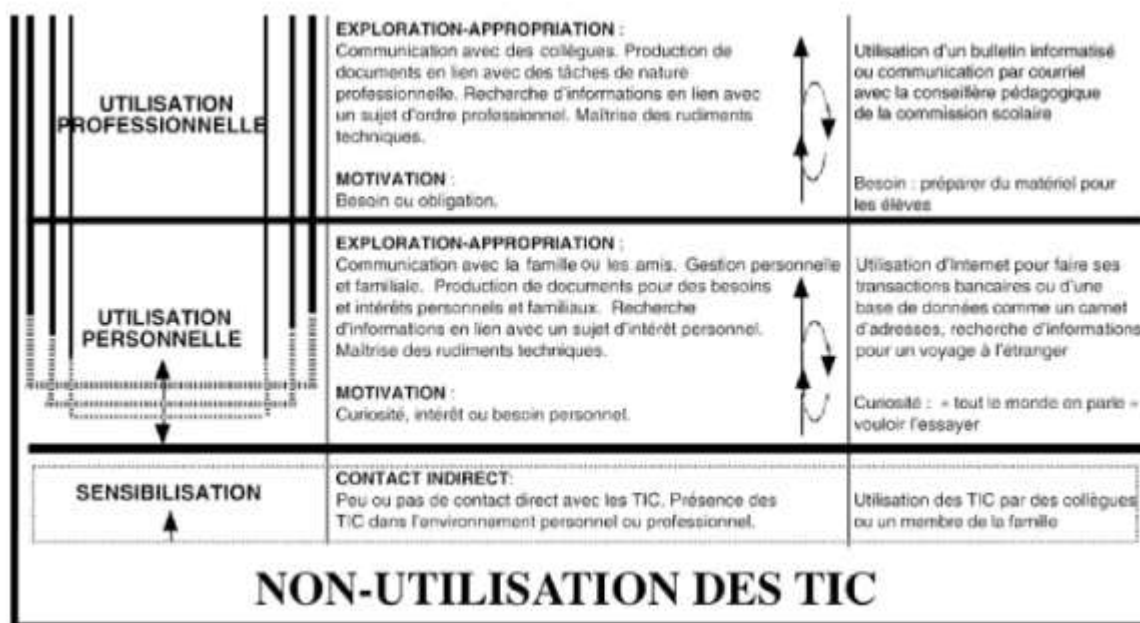 UTILISATION
PROFESSIONNELLE
EXPLORATION-APPROPRIATION :
Communication avec des collègues. Production de
documents en lien avec des tâches de nature
professionnelle. Recherche d'informations en lien avec
un sujet d'ordre professionnel. Maîtrise des rudiments
techniques.
MOTIVATION :
Besoin ou obligation.
Utilisation d'un bulletin informatisé
ou communication par courriel
avec la conseillère pédagogique
de la commission scolaire
Besoin : préparer du matériel pour
les élèves
UTILISATION
PERSONNELLE
EXPLORATION-APPROPRIATION :
Communication avec la famille ou les amis. Gestion personnelle
et familiale. Production de documents pour des besoins
et intérêts personnels et familiaux. Recherche
d'informations en lien avec un sujet d'intérêt personnel.
Maîtrise des rudiments techniques.
MOTIVATION :
Curiosité, intérêt ou besoin personnel.
Utilisation d'Internet pour faire ses
transactions bancaires ou d'une
base de données comme un carnet
d'adresses, recherche d'informations
pour un voyage à l'étranger
Curiosité : « tout le monde en parle »
vouloir l'essayer
SENSIBILISATION
CONTACT INDIRECT:
Peu ou pas de contact direct avec les TIC. Présence des
TIC dans l'environnement personnel ou professionnel.
Utilisation des TIC par des collègues
ou un membre de la famille
NON-UTILISATION DES TIC